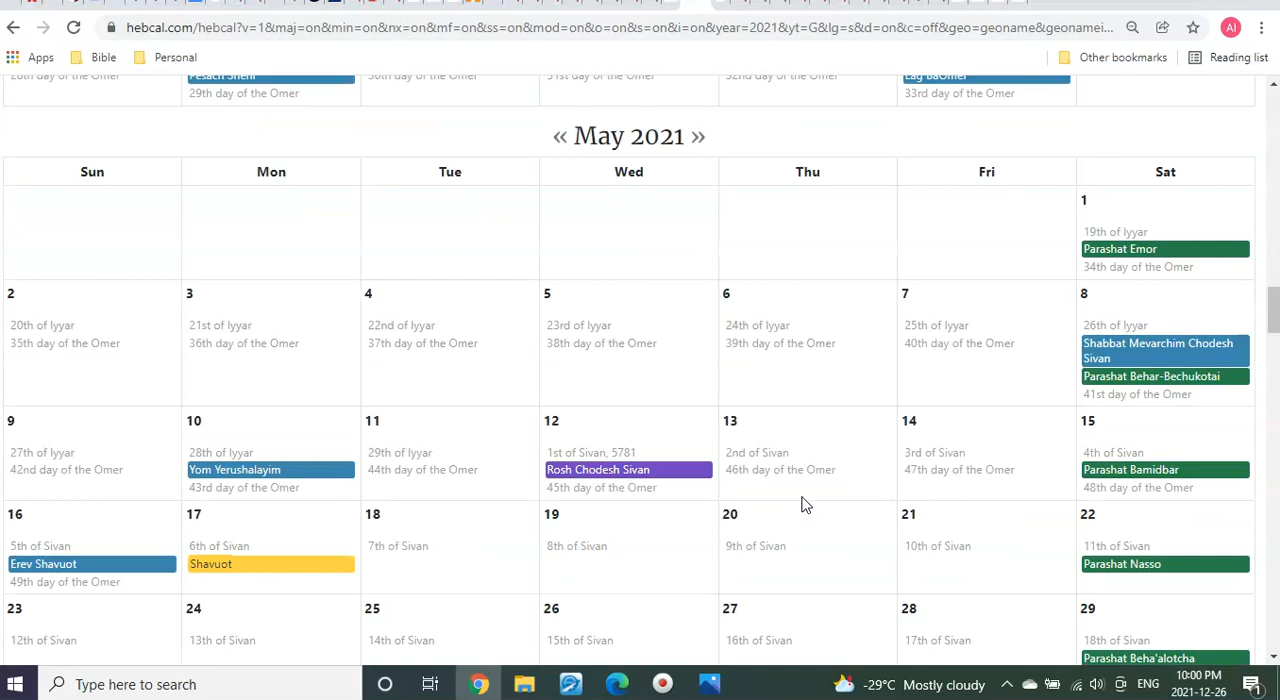 hebcal.com/hebcal?v=1&maj=on&min=on&nx=on&mf=on&ss=on&mod=on&o=on&s=on&i=on&year=2021&yt=G&lg=s&d=on&c=off&geo=geoname&geonamei...
AI
Apps Bible Personal Other bookmarks Reading list
28th day of the Omer Pesach Sheni 30th day of the Omer 31st day of the Omer 32nd day of the Omer Lag BaOmer
29th day of the Omer 33rd day of the Omer
« May 2021 »
Sun Mon Tue Wed Thu Fri Sat
1
19th of Iyyar
Parashat Emor
34th day of the Omer
2 3 4 5 6 7 8
20th of Iyyar 21st of Iyyar 22nd of Iyyar 23rd of Iyyar 24th of Iyyar 25th of Iyyar 26th of Iyyar
35th day of the Omer 36th day of the Omer 37th day of the Omer 38th day of the Omer 39th day of the Omer 40th day of the Omer Shabbat Mevarchim Chodesh
Sivan
Parashat Behar-Bechukotai
41st day of the Omer
9 10 11 12 13 14 15
27th of Iyyar 28th of Iyyar 29th of Iyyar 1st of Sivan, 5781 2nd of Sivan 3rd of Sivan 4th of Sivan
42nd day of the Omer Yom Yerushalayim 44th day of the Omer Rosh Chodesh Sivan 46th day of the Omer 47th day of the Omer Parashat Bamidbar
43rd day of the Omer 45th day of the Omer 48th day of the Omer
16 17 18 19 20 21 22
5th of Sivan 6th of Sivan 7th of Sivan 8th of Sivan 9th of Sivan 10th of Sivan 11th of Sivan
Erev Shavuot Shavuot Parashat Nasso
49th day of the Omer
23 24 25 26 27 28 29
12th of Sivan 13th of Sivan 14th of Sivan 15th of Sivan 16th of Sivan 17th of Sivan 18th of Sivan
Parashat Beha'alotcha
Type here to search -29°C Mostly cloudy ENG 10:00 PM
2021-12-26 1